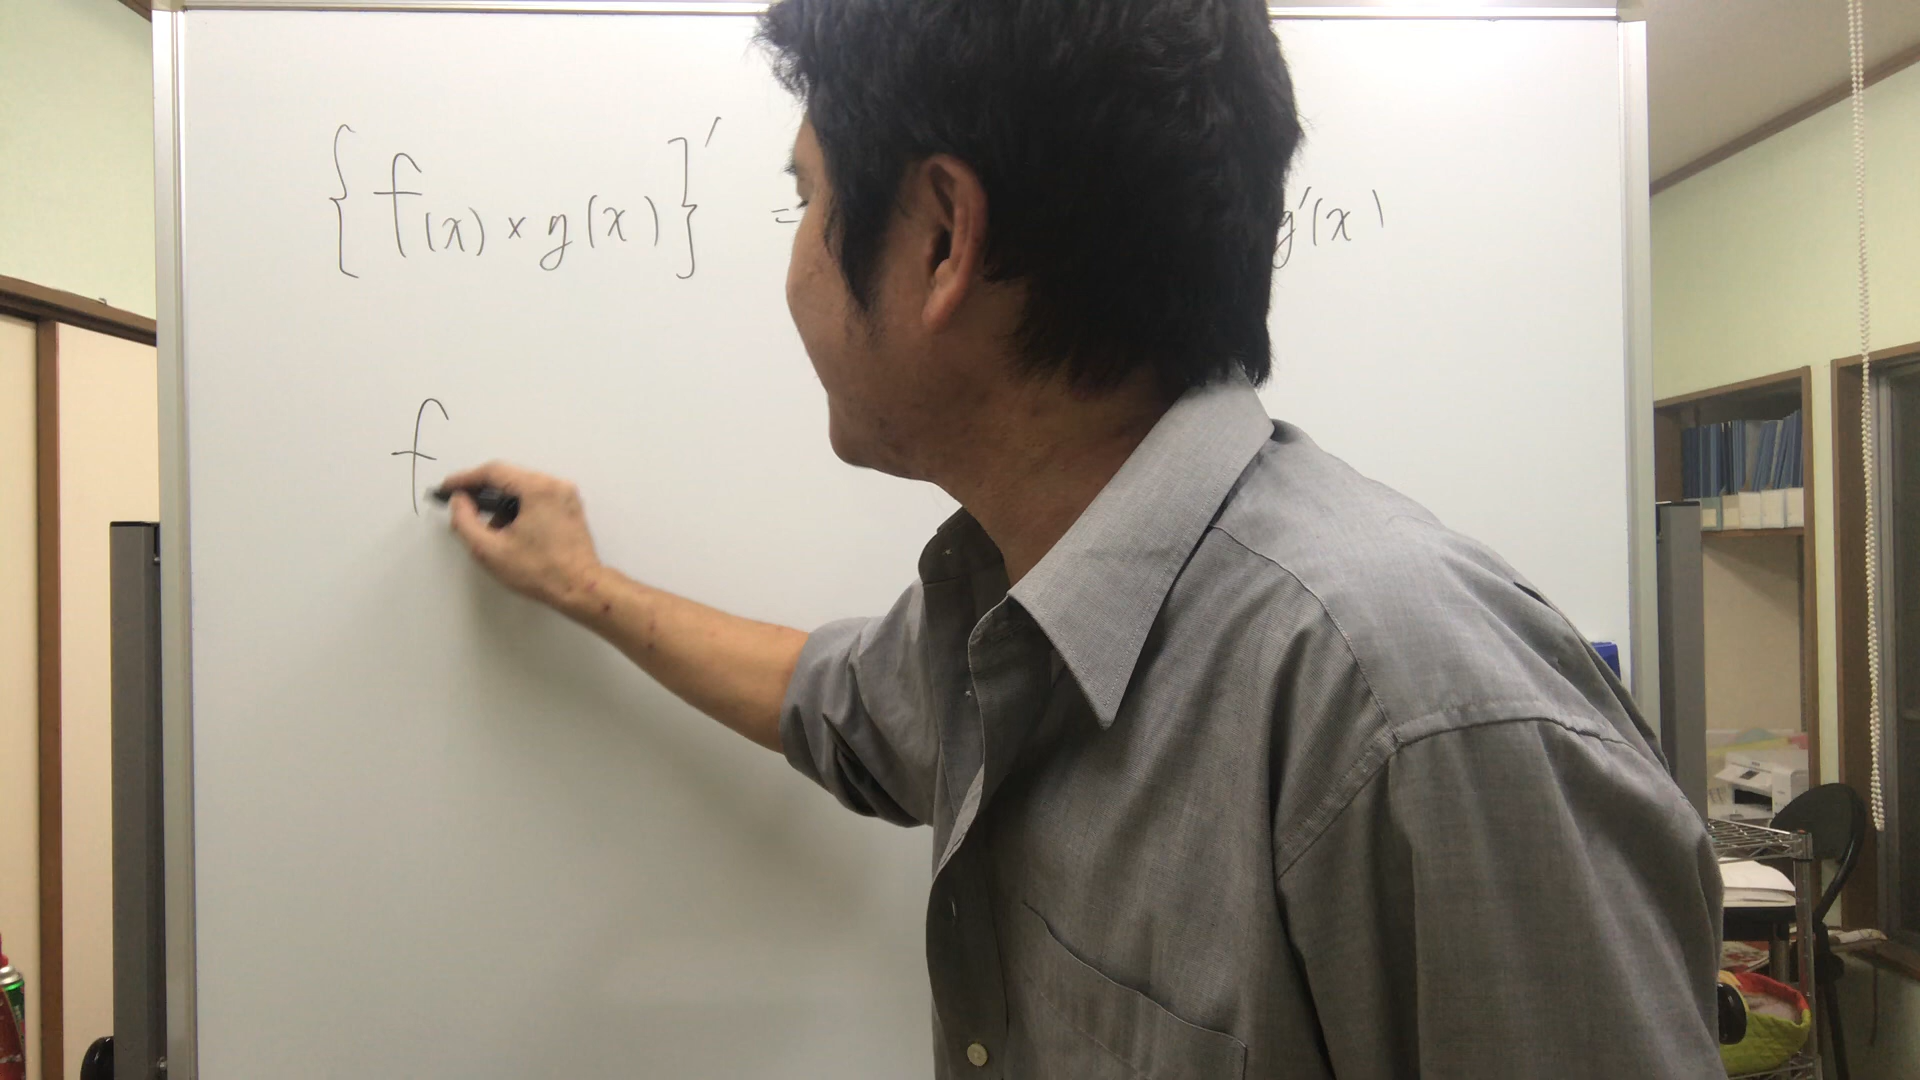 {f(x)×g(x)}′ = g′(x)
f